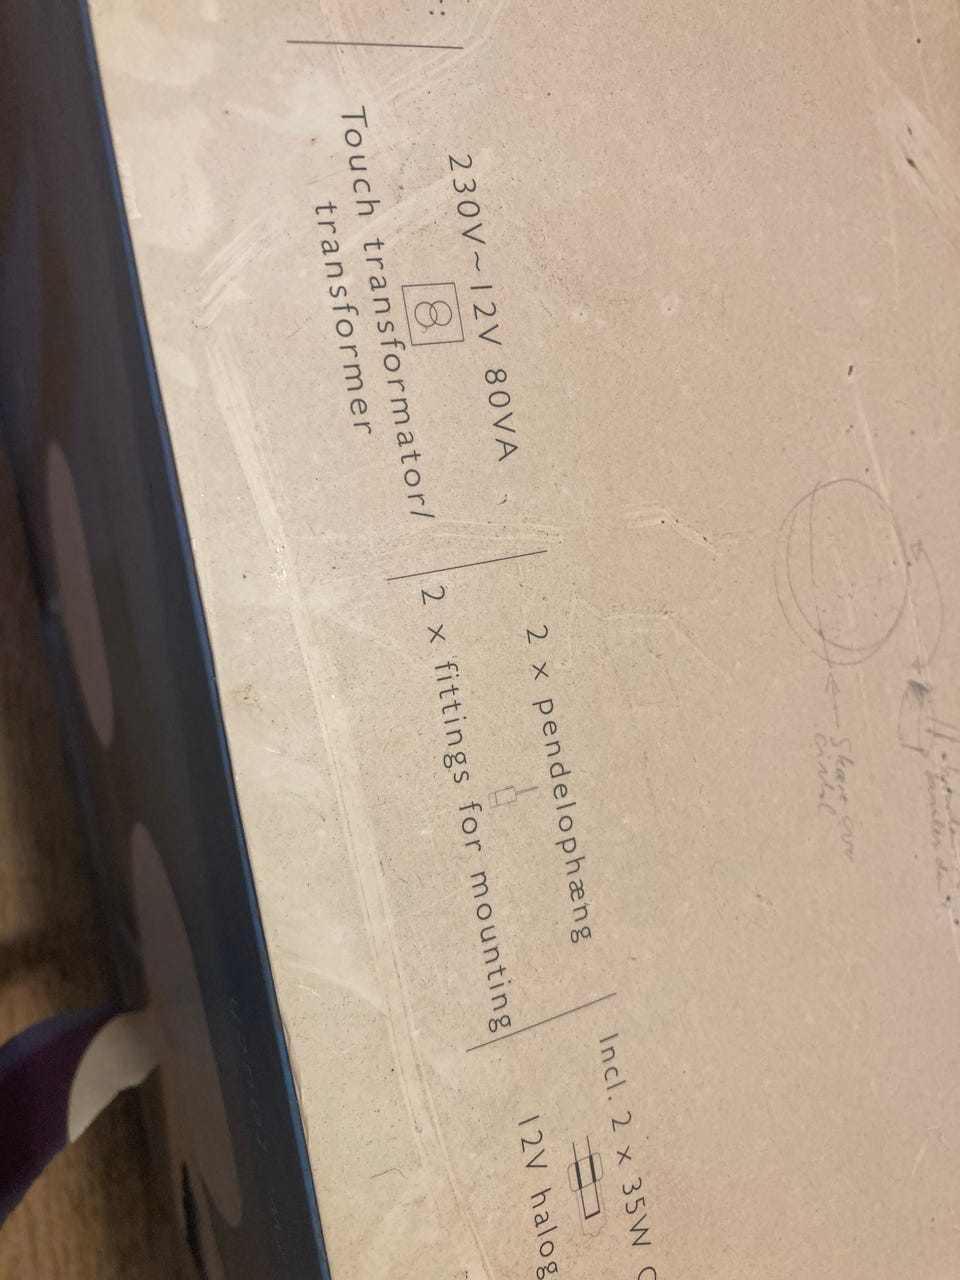 230V~12V 80VA
Touch transformator/
transformer
2 x pendelophæng
2 x fittings for mounting
Incl. 2 x 35W
12V halog